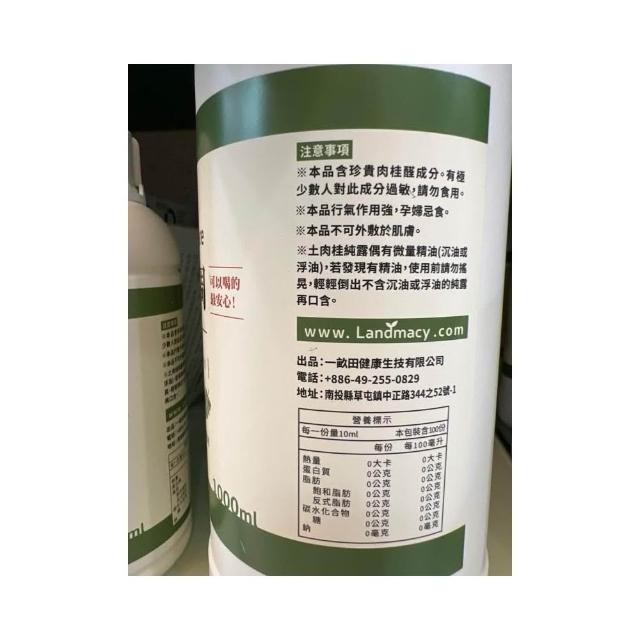 注意事項
※本品含珍貴肉桂醛成分。有極
少數人對此成分過敏,請勿食用。
※本品行氣作用強,孕婦忌食。
※本品不可外敷於肌膚。
※土肉桂純露偶有微量精油(沉油或
浮油),若發現有精油,使用前請勿搖
晃,輕輕倒出不含沉油或浮油的純露
再口含。
www.Landmacy.com
出品:一畝田健康生技有限公司
電話:+886-49-255-0829
地址:南投縣草屯鎮中正路344之52號-1
營養標示
每一份量10ml 本包裝含100份
每份 每100毫升
熱量 0大卡 0大卡
蛋白質 0公克 0公克
脂肪 0公克 0公克
飽和脂肪 0公克 0公克
反式脂肪 0公克 0公克
碳水化合物 0公克 0公克
糖 0公克 0公克
鈉 0毫克 0毫克
可以喝的
最安心!
1000ml
ml